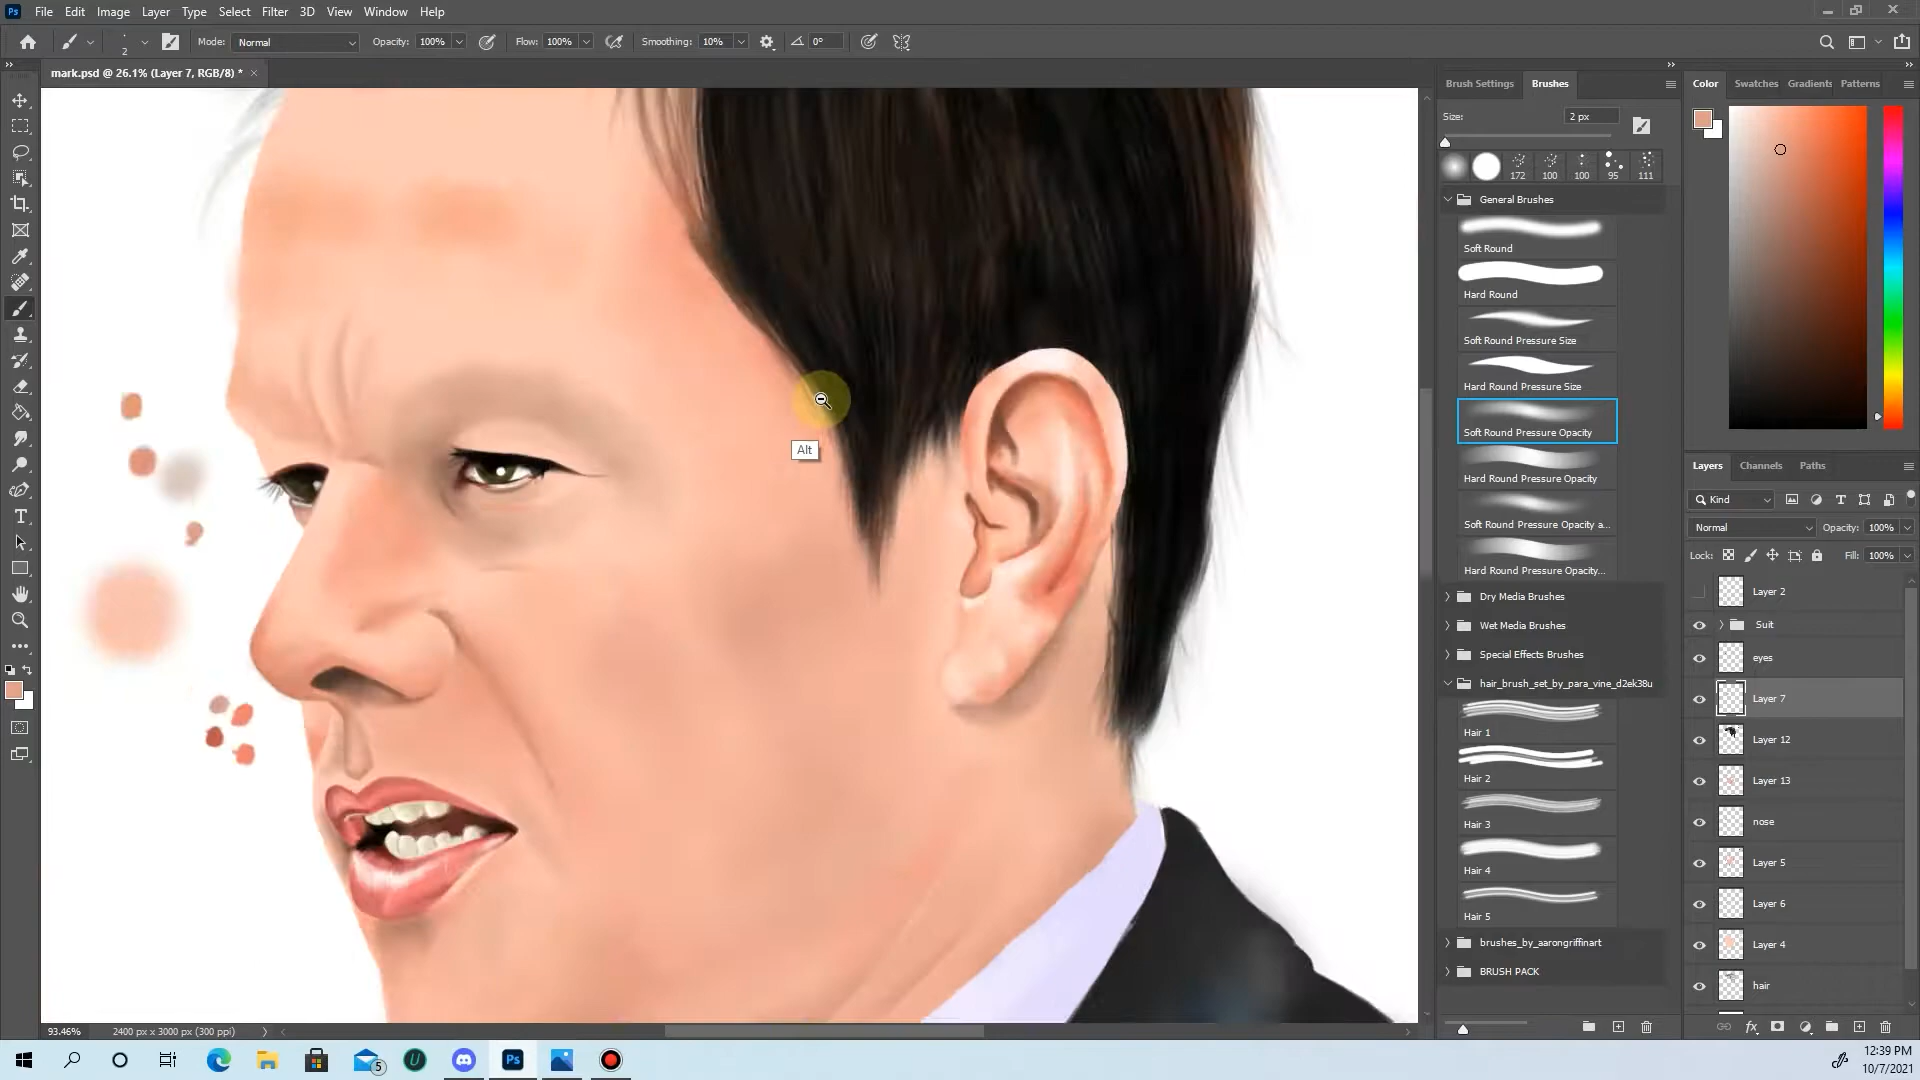 Ps File Edit Image Layer Type Select Filter 3D View Window Help
2 Mode: Normal Opacity: 100% Flow: 100% Smoothing: 10% 0°
mark.psd @ 26.1% (Layer 7, RGB/8) * ×
Brush Settings Brushes
Size: 2 px
172 100 100 95 111
General Brushes
Soft Round
Hard Round
Soft Round Pressure Size
Hard Round Pressure Size
Soft Round Pressure Opacity
Hard Round Pressure Opacity
Soft Round Pressure Opacity a...
Hard Round Pressure Opacity...
Dry Media Brushes
Wet Media Brushes
Special Effects Brushes
hair_brush_set_by_para_vine_d2ek38u
Hair 1
Hair 2
Hair 3
Hair 4
Hair 5
brushes_by_aarongriffinart
BRUSH PACK
Color Swatches Gradients Patterns
Layers Channels Paths
Kind
Normal Opacity: 100%
Lock: Fill: 100%
Layer 2
Suit
eyes
Layer 7
Layer 12
Layer 13
nose
Layer 5
Layer 6
Layer 4
hair
fx
Alt
93.46% 2400 px x 3000 px (300 ppi)
5
Ps
12:39 PM
10/7/2021